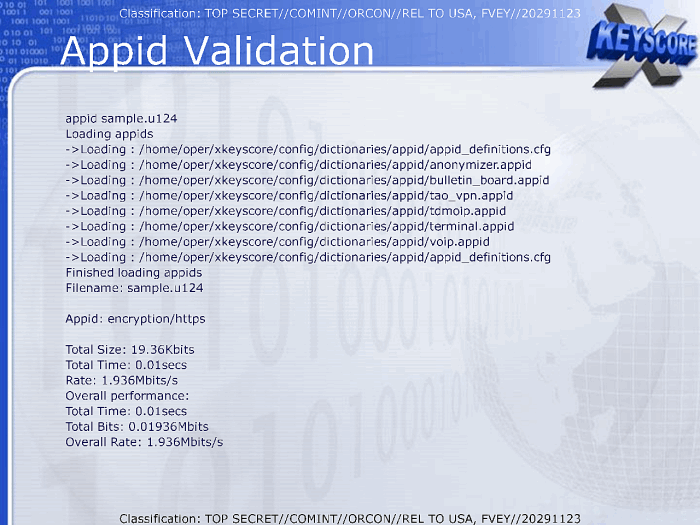 Classification: TOP SECRET//COMINT//ORCON//REL TO USA, FVEY//20291123
Appid Validation
X KEYSCORE
appid sample.u124
Loading appids
->Loading : /home/oper/xkeyscore/config/dictionaries/appid/appid_definitions.cfg
->Loading : /home/oper/xkeyscore/config/dictionaries/appid/anonymizer.appid
->Loading : /home/oper/xkeyscore/config/dictionaries/appid/bulletin_board.appid
->Loading : /home/oper/xkeyscore/config/dictionaries/appid/tao_vpn.appid
->Loading : /home/oper/xkeyscore/config/dictionaries/appid/tdmoip.appid
->Loading : /home/oper/xkeyscore/config/dictionaries/appid/terminal.appid
->Loading : /home/oper/xkeyscore/config/dictionaries/appid/voip.appid
->Loading : /home/oper/xkeyscore/config/dictionaries/appid/appid_definitions.cfg
Finished loading appids
Filename: sample.u124
Appid: encryption/https
Total Size: 19.36Kbits
Total Time: 0.01secs
Rate: 1.936Mbits/s
Overall performance:
Total Time: 0.01secs
Total Bits: 0.01936Mbits
Overall Rate: 1.936Mbits/s
Classification: TOP SECRET//COMINT//ORCON//REL TO USA, FVEY//20291123